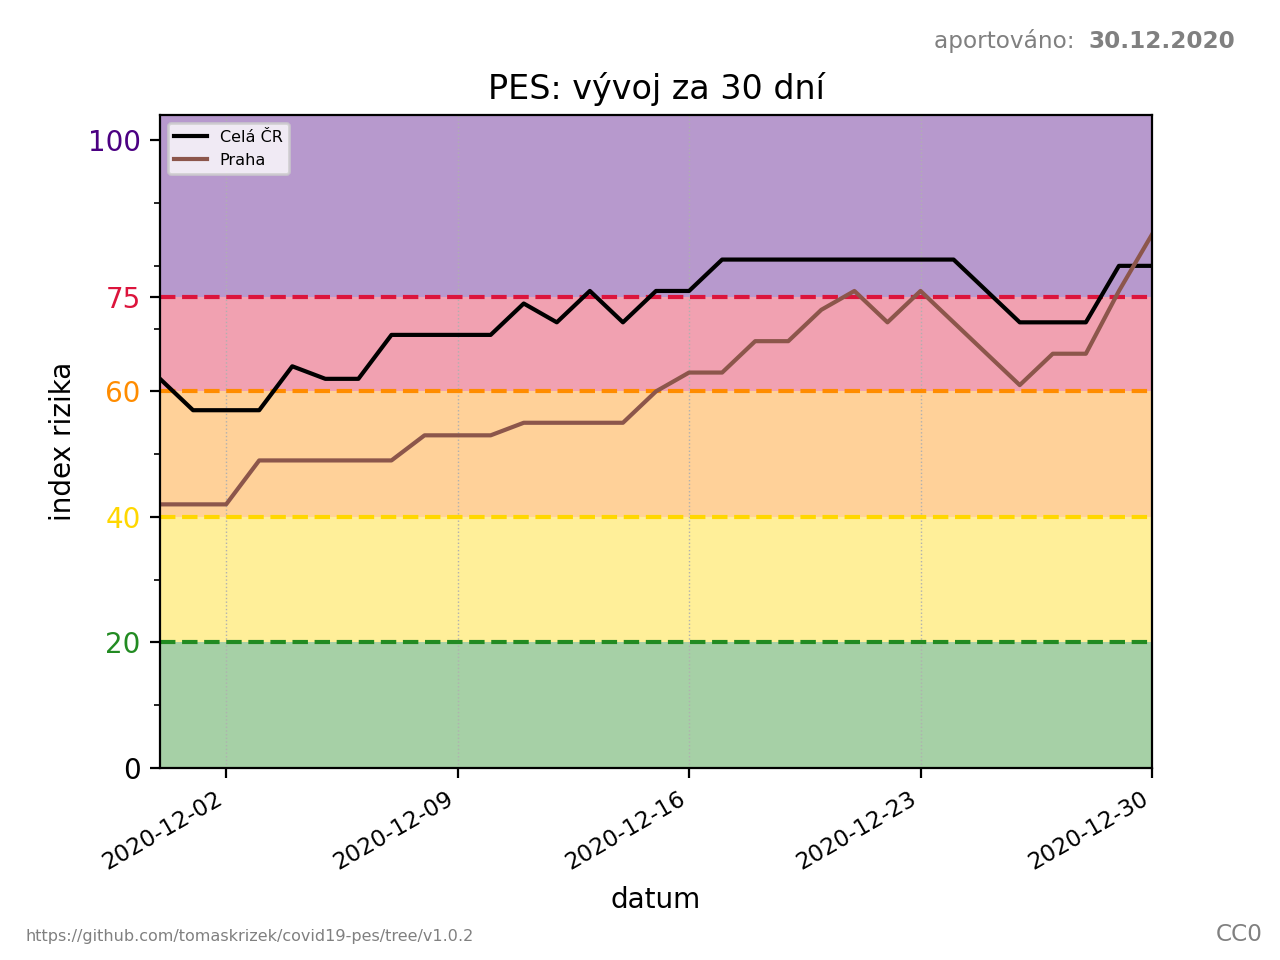 aportováno: 30.12.2020
PES: vývoj za 30 dní
Celá ČR
Praha
100
75
60
40
20
0
index rizika
2020-12-02
2020-12-09
2020-12-16
2020-12-23
2020-12-30
datum
https://github.com/tomaskrizek/covid19-pes/tree/v1.0.2
CC0